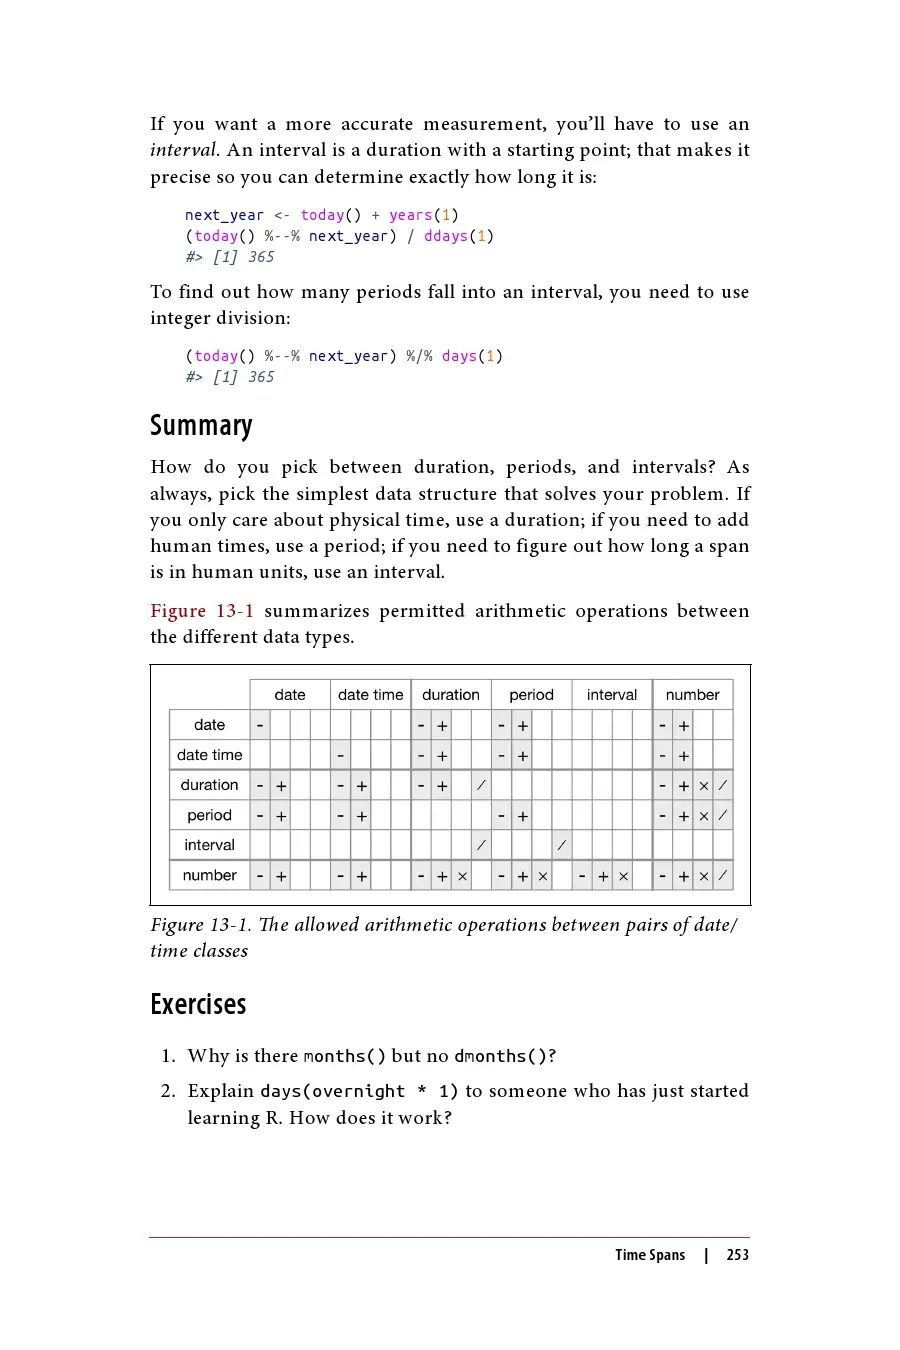 If you want a more accurate measurement, you’ll have to use an
interval. An interval is a duration with a starting point; that makes it
precise so you can determine exactly how long it is:
next_year <- today() + years(1)
(today() %--% next_year) / ddays(1)
#> [1] 365
To find out how many periods fall into an interval, you need to use
integer division:
(today() %--% next_year) %/% days(1)
#> [1] 365
Summary
How do you pick between duration, periods, and intervals? As
always, pick the simplest data structure that solves your problem. If
you only care about physical time, use a duration; if you need to add
human times, use a period; if you need to figure out how long a span
is in human units, use an interval.
Figure 13-1 summarizes permitted arithmetic operations between
the different data types.
date date time duration period interval number
date - - + - + - +
date time - - + - + - +
duration - + - + - + / - + × /
period - + - + - + - + × /
interval / /
number - + - + - + × - + × - + × - + × /
Figure 13-1. The allowed arithmetic operations between pairs of date/
time classes
Exercises
1. Why is there months() but no dmonths()?
2. Explain days(overnight * 1) to someone who has just started
learning R. How does it work?
Time Spans | 253